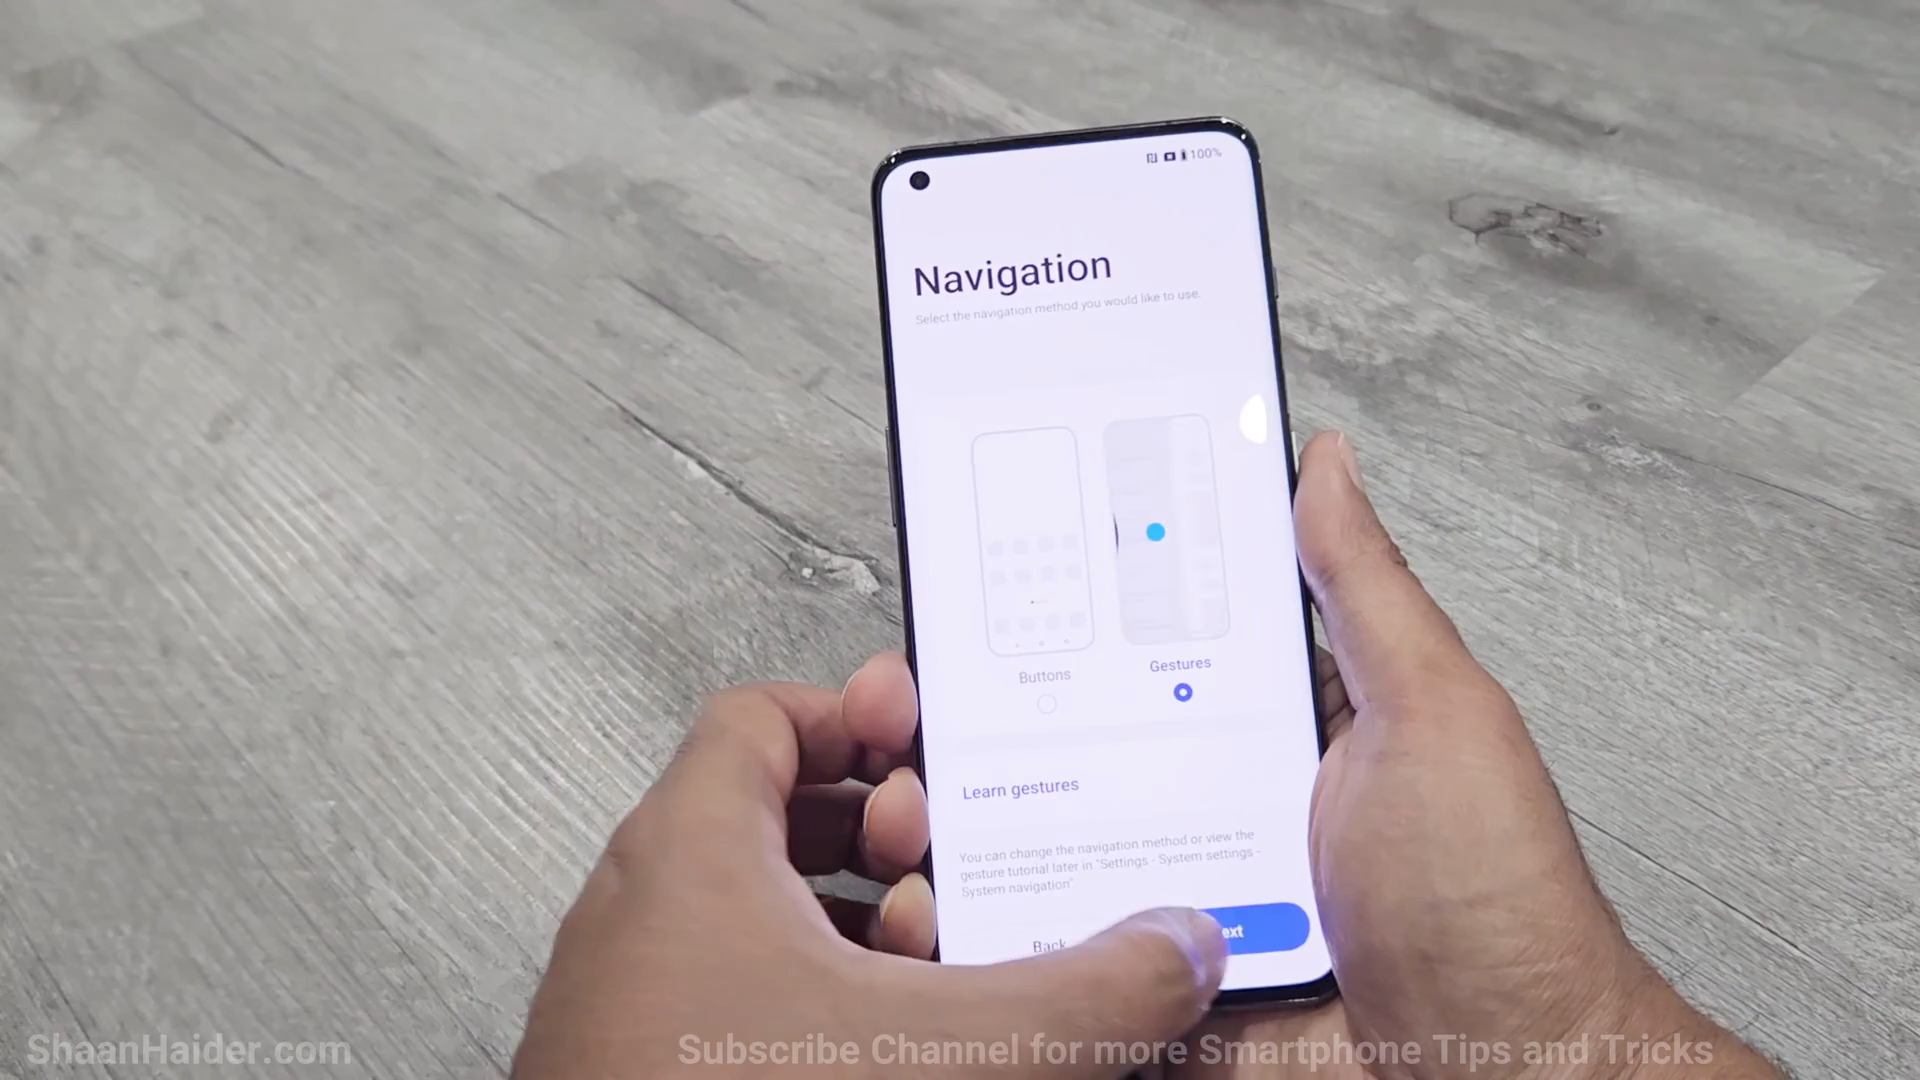 100%
Navigation
Select the navigation method you would like to use.
Buttons
Gestures
Learn gestures
You can change the navigation method or view the
gesture tutorial later in "Settings - System settings -
System navigation"
Back
ext
ShaanHaider.com
Subscribe Channel for more Smartphone Tips and Tricks